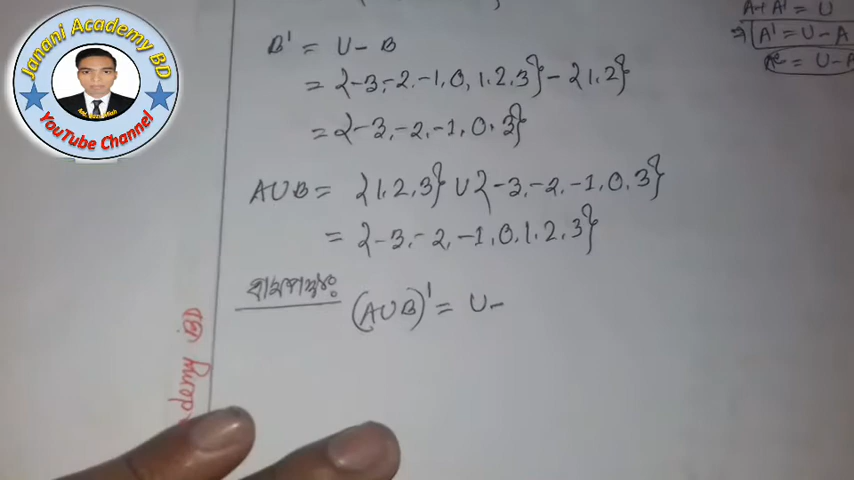 Janani Academy BD
YouTube Channel
A+A' = U
⇒ A' = U-A
B' = U - B
= {-3,-2,-1,0,1,2,3} - {1,2}
= {-3,-2,-1,0,3}
A∪B = {1,2,3} ∪ {-3,-2,-1,0,3}
= {-3,-2,-1,0,1,2,3}
বামপক্ষঃ
(A∪B)' = U-